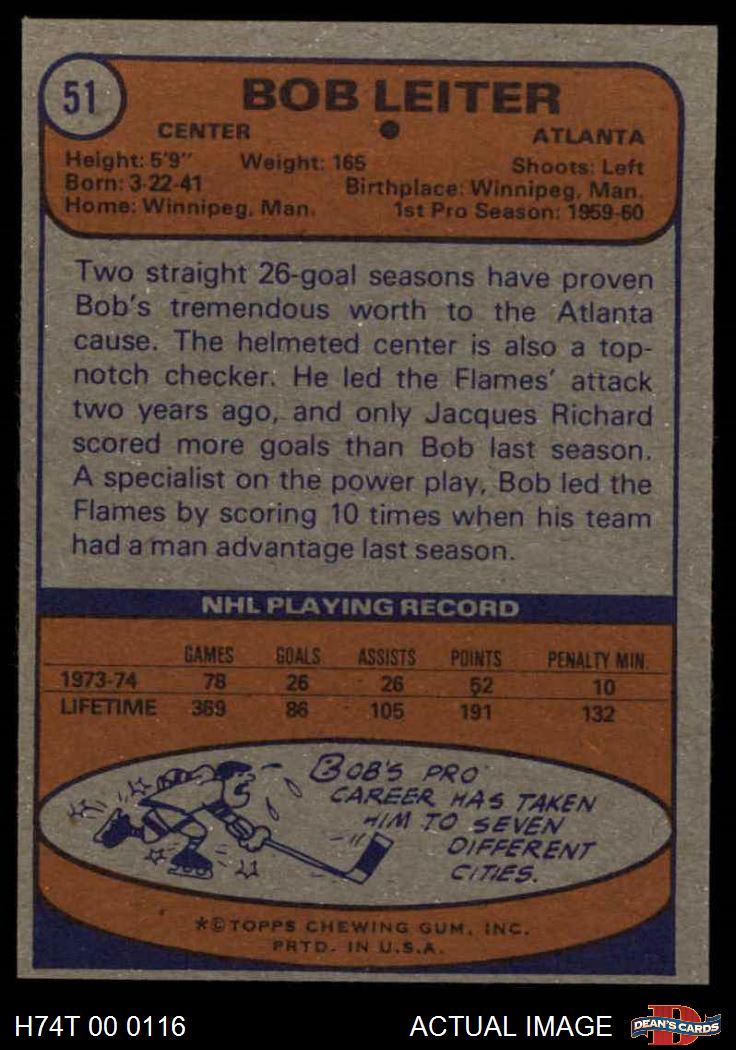 51
BOB LEITER
CENTER ATLANTA
Height: 5'9" Weight: 165 Shoots: Left
Born: 3-22-41 Birthplace: Winnipeg, Man.
Home: Winnipeg, Man. 1st Pro Season: 1959-60
Two straight 26-goal seasons have proven
Bob's tremendous worth to the Atlanta
cause. The helmeted center is also a top-
notch checker. He led the Flames' attack
two years ago, and only Jacques Richard
scored more goals than Bob last season.
A specialist on the power play, Bob led the
Flames by scoring 10 times when his team
had a man advantage last season.
NHL PLAYING RECORD
GAMES GOALS ASSISTS POINTS PENALTY MIN.
1973-74 78 26 26 52 10
LIFETIME 369 86 105 191 132
BOB'S PRO
CAREER HAS TAKEN
HIM TO SEVEN
DIFFERENT
CITIES.
*©TOPPS CHEWING GUM, INC.
PRTD. IN U.S.A.
H74T 00 0116 ACTUAL IMAGE DEAN'S CARDS